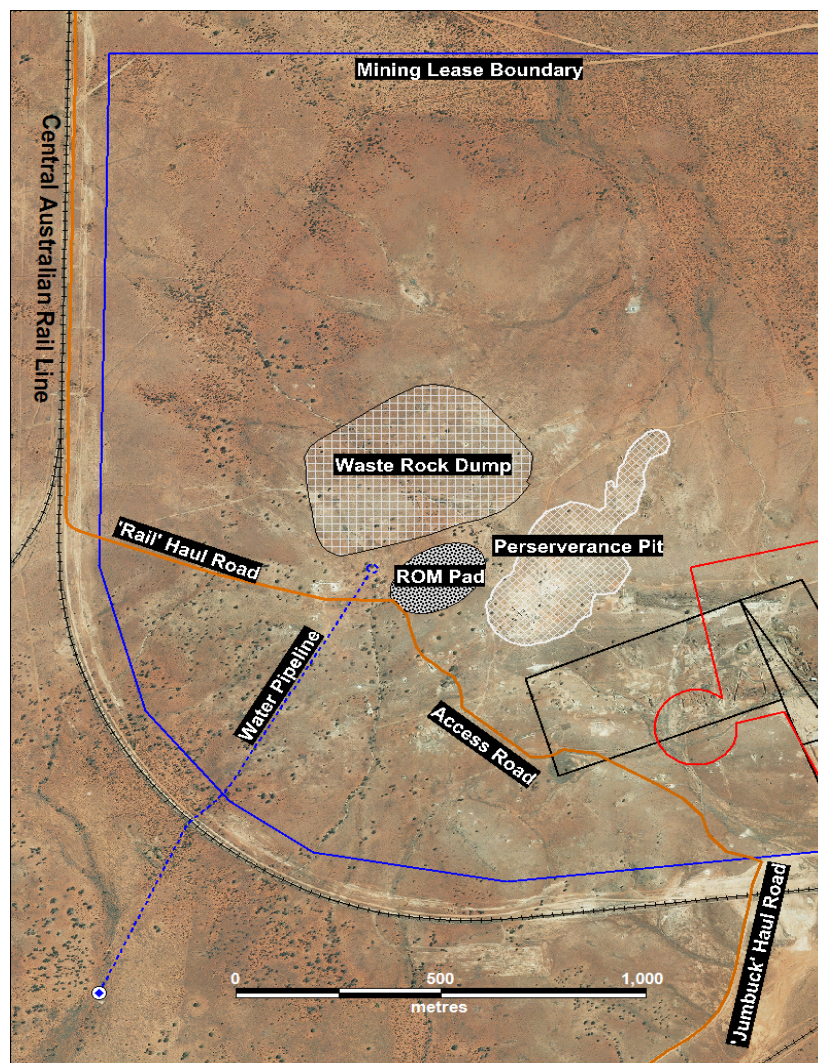 Mining Lease Boundary
Central Australian Rail Line
Waste Rock Dump
'Rail' Haul Road
Perserverance Pit
ROM Pad
Water Pipeline
Access Road
'Jumbuck' Haul Road
0 500 1,000
metres